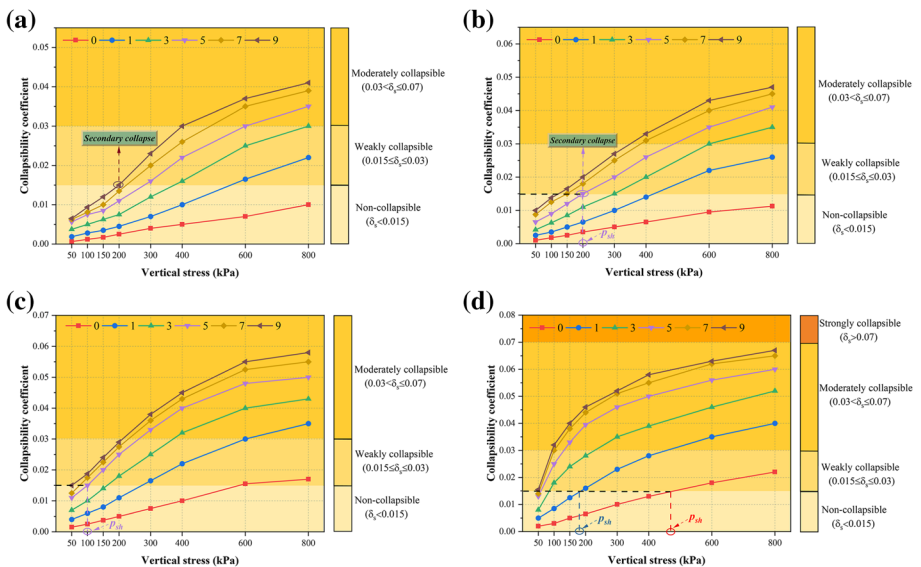 (a)
0 1 3 5 7 9
Collapsibility coefficient
0.05
0.04
0.03
0.02
0.01
0.00
Secondary collapse
50 100 150 200 300 400 600 800
Vertical stress (kPa)
Moderately collapsible
(0.03<δs≤0.07)
Weakly collapsible
(0.015≤δs≤0.03)
Non-collapsible
(δs<0.015)
(b)
0 1 3 5 7 9
Collapsibility coefficient
0.06
0.05
0.04
0.03
0.02
0.01
0.00
Secondary collapse
psh
50 100 150 200 300 400 600 800
Vertical stress (kPa)
Moderately collapsible
(0.03<δs≤0.07)
Weakly collapsible
(0.015≤δs≤0.03)
Non-collapsible
(δs<0.015)
(c)
0 1 3 5 7 9
Collapsibility coefficient
0.07
0.06
0.05
0.04
0.03
0.02
0.01
0.00
psh
50 100 150 200 300 400 600 800
Vertical stress (kPa)
Moderately collapsible
(0.03<δs≤0.07)
Weakly collapsible
(0.015≤δs≤0.03)
Non-collapsible
(δs<0.015)
(d)
0 1 3 5 7 9
Collapsibility coefficient
0.08
0.07
0.06
0.05
0.04
0.03
0.02
0.01
0.00
psh psh
50 100 150 200 300 400 600 800
Vertical stress (kPa)
Strongly collapsible
(δs>0.07)
Moderately collapsible
(0.03<δs≤0.07)
Weakly collapsible
(0.015≤δs≤0.03)
Non-collapsible
(δs<0.015)